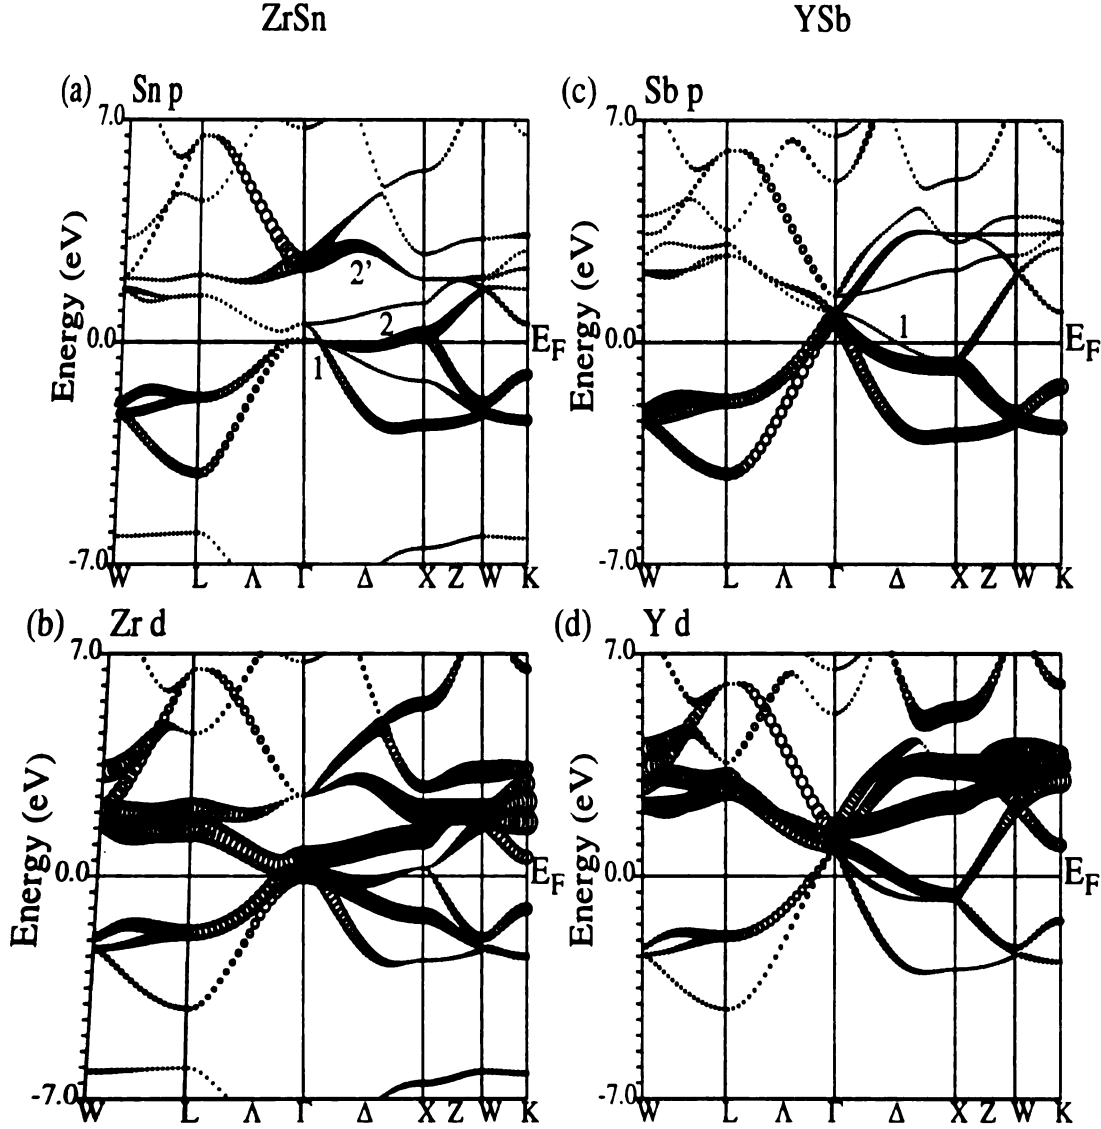 ZrSn YSb
(a) Sn p (c) Sb p
7.0 7.0
Energy (eV) Energy (eV)
2'
2 1
0.0 E_F 0.0 E_F
1
-7.0 -7.0
W L Λ Γ Δ X Z W K W L Λ Γ Δ X Z W K
(b) Zr d (d) Y d
7.0 7.0
Energy (eV) Energy (eV)
0.0 E_F 0.0 E_F
-7.0 -7.0
W L Λ Γ Δ X Z W K W L Λ Γ Δ X Z W K